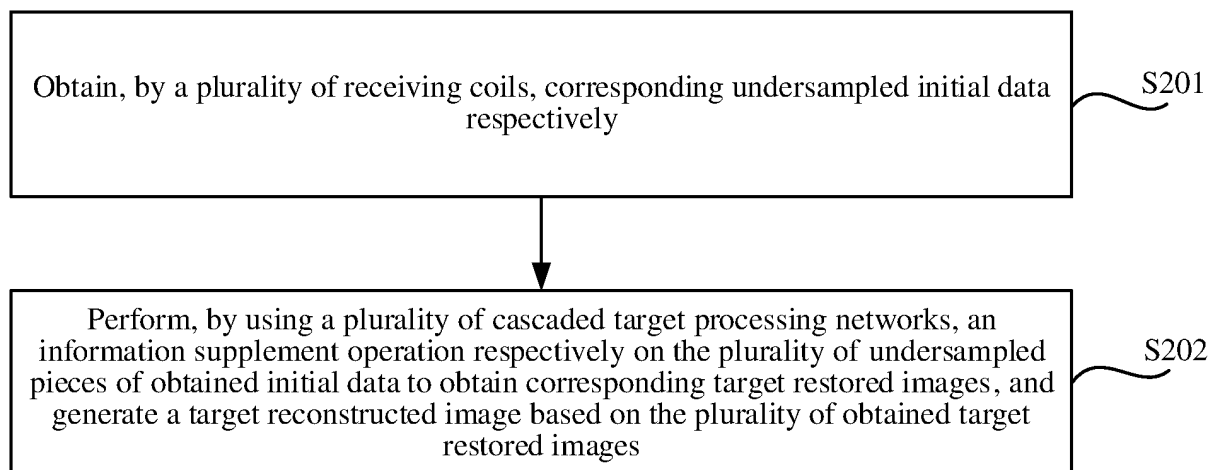 Obtain, by a plurality of receiving coils, corresponding undersampled initial data
respectively
S201
Perform, by using a plurality of cascaded target processing networks, an
information supplement operation respectively on the plurality of undersampled
pieces of obtained initial data to obtain corresponding target restored images, and
generate a target reconstructed image based on the plurality of obtained target
restored images
S202